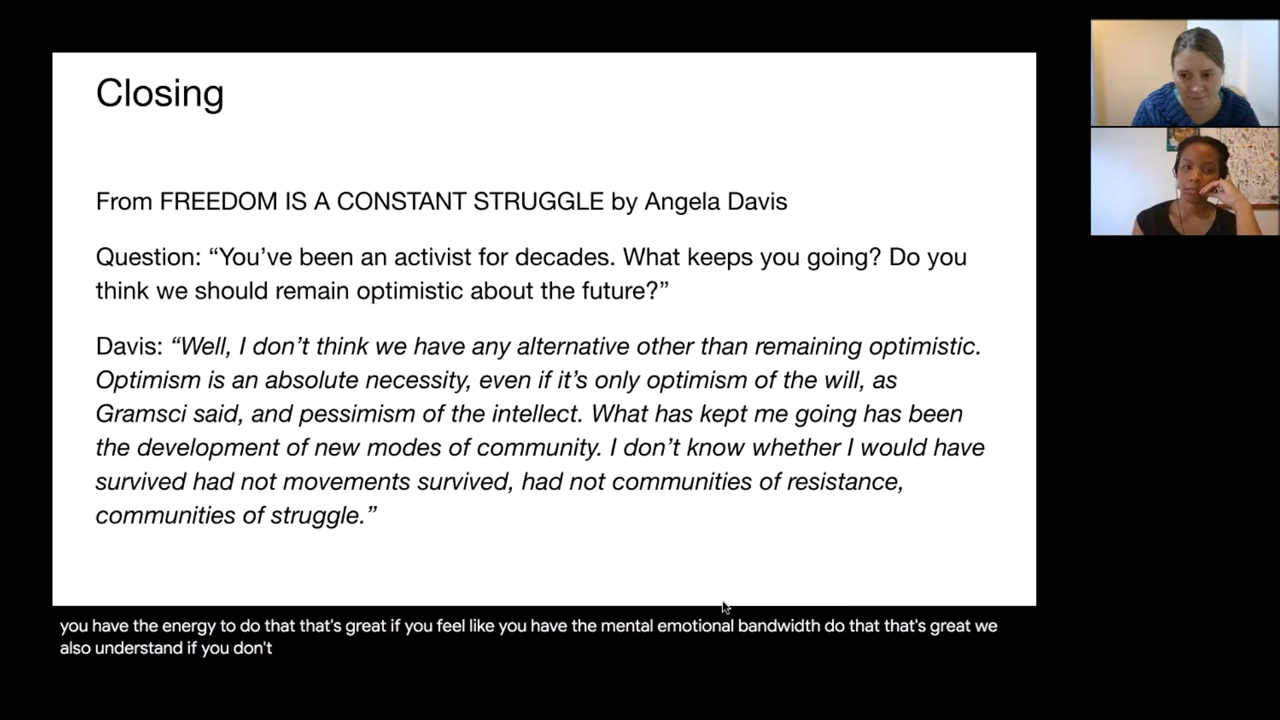 Closing
From FREEDOM IS A CONSTANT STRUGGLE by Angela Davis
Question: “You’ve been an activist for decades. What keeps you going? Do you
think we should remain optimistic about the future?”
Davis: “Well, I don’t think we have any alternative other than remaining optimistic.
Optimism is an absolute necessity, even if it’s only optimism of the will, as
Gramsci said, and pessimism of the intellect. What has kept me going has been
the development of new modes of community. I don’t know whether I would have
survived had not movements survived, had not communities of resistance,
communities of struggle.”
you have the energy to do that that's great if you feel like you have the mental emotional bandwidth do that that's great we
also understand if you don't